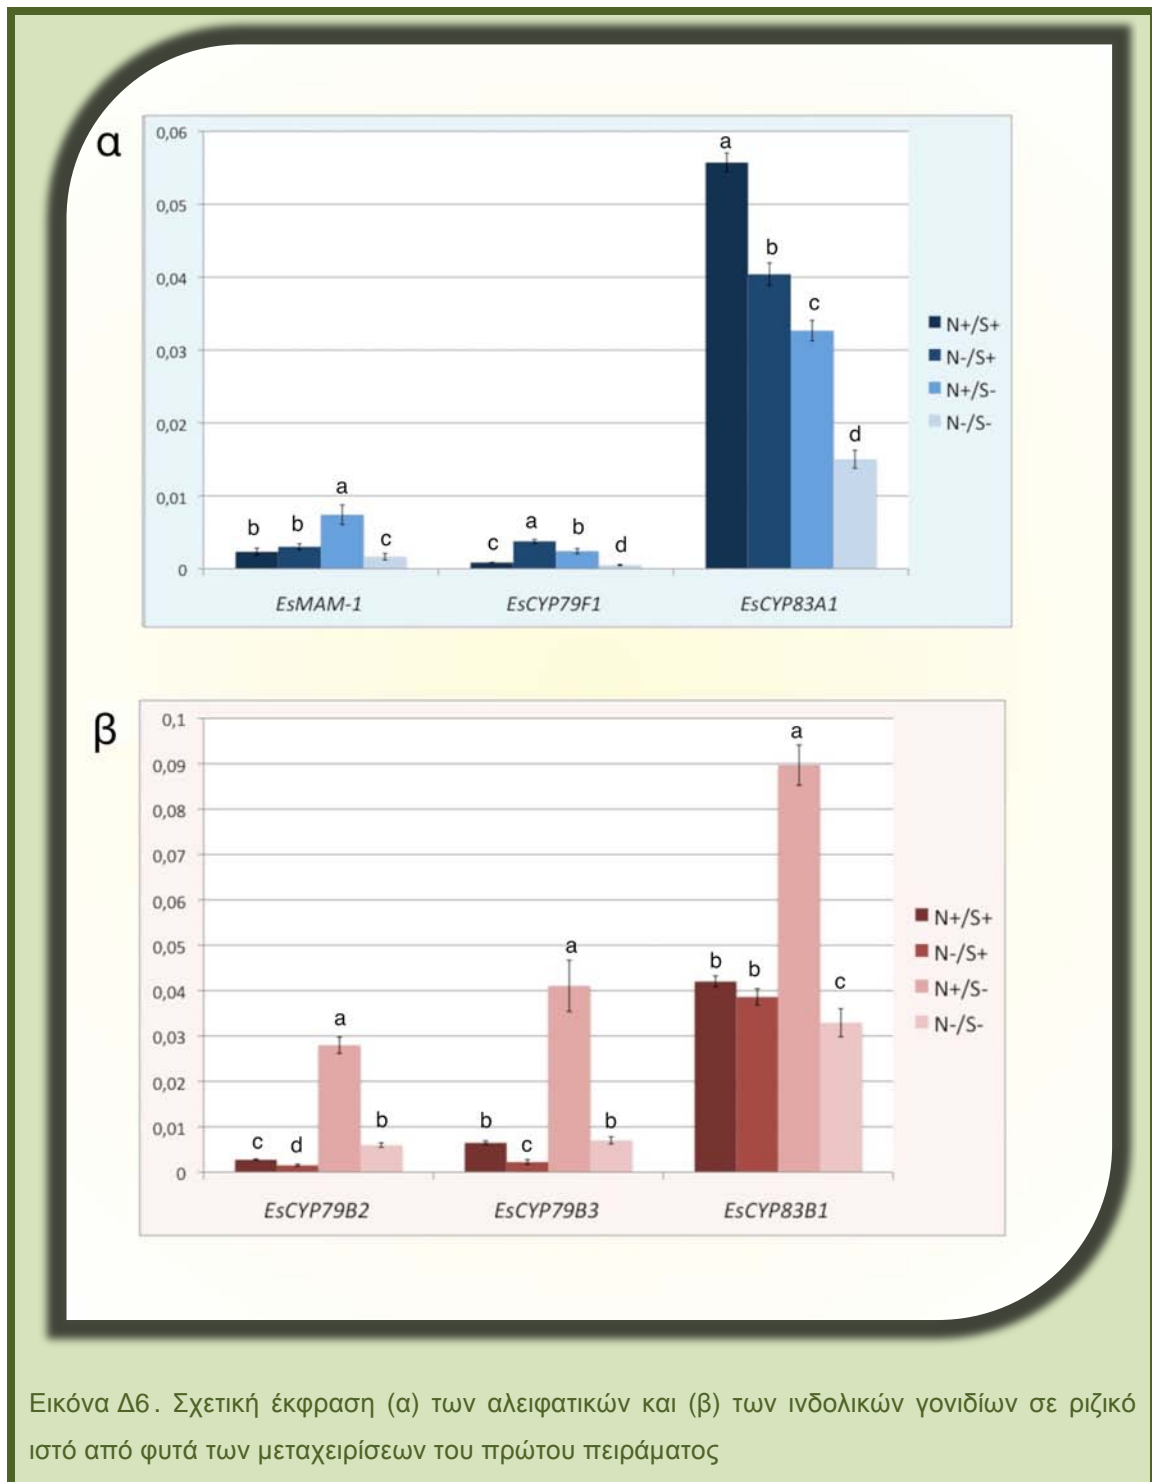 α
0,06
a
0,05
b
0,04
c
N+/S+
0,03
N-/S+
N+/S-
0,02
N-/S-
d
a
0,01
b b c
c a b d
0
EsMAM-1 EsCYP79F1 EsCYP83A1
β
0,1
a
0,09
0,08
0,07
0,06
N+/S+
0,05
a
N-/S+
b b c
0,04
N+/S-
a
0,03
N-/S-
0,02
0,01
c d b
b c b
0
EsCYP79B2 EsCYP79B3 EsCYP83B1
Εικόνα Δ6. Σχετική έκφραση (α) των αλειφατικών και (β) των ινδολικών γονιδίων σε ριζικό
ιστό από φυτά των μεταχειρίσεων του πρώτου πειράματος